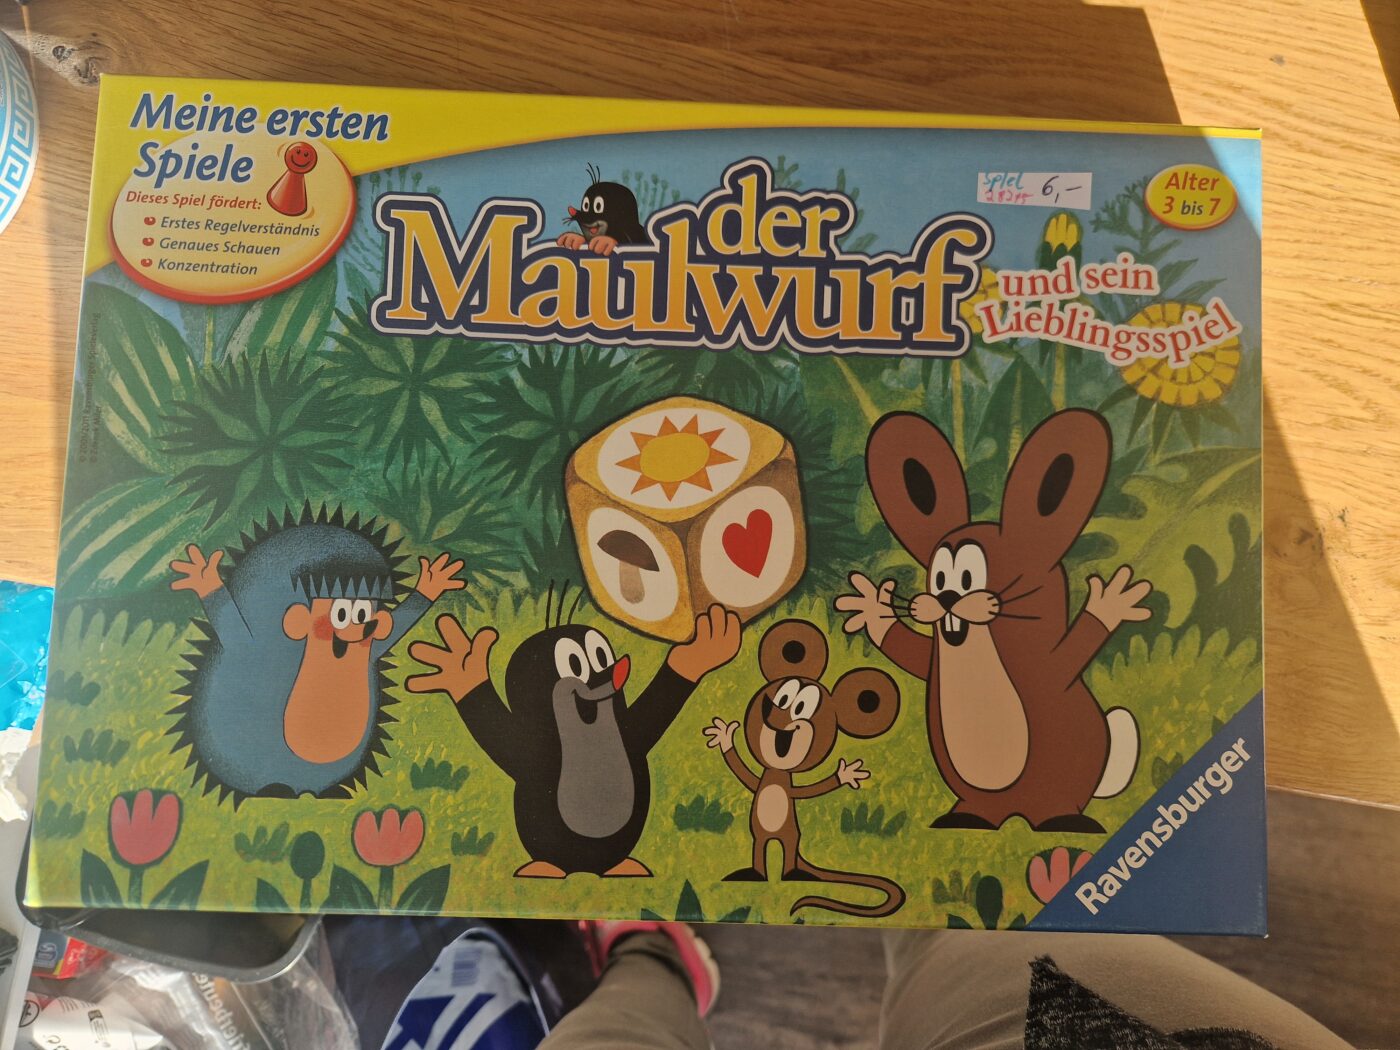 Meine ersten
Spiele
Dieses Spiel fördert:
Erstes Regelverständnis
Genaues Schauen
Konzentration
der
Maulwurf
und sein
Lieblingsspiel
Spiel 6,-
Alter
3 bis 7
Ravensburger